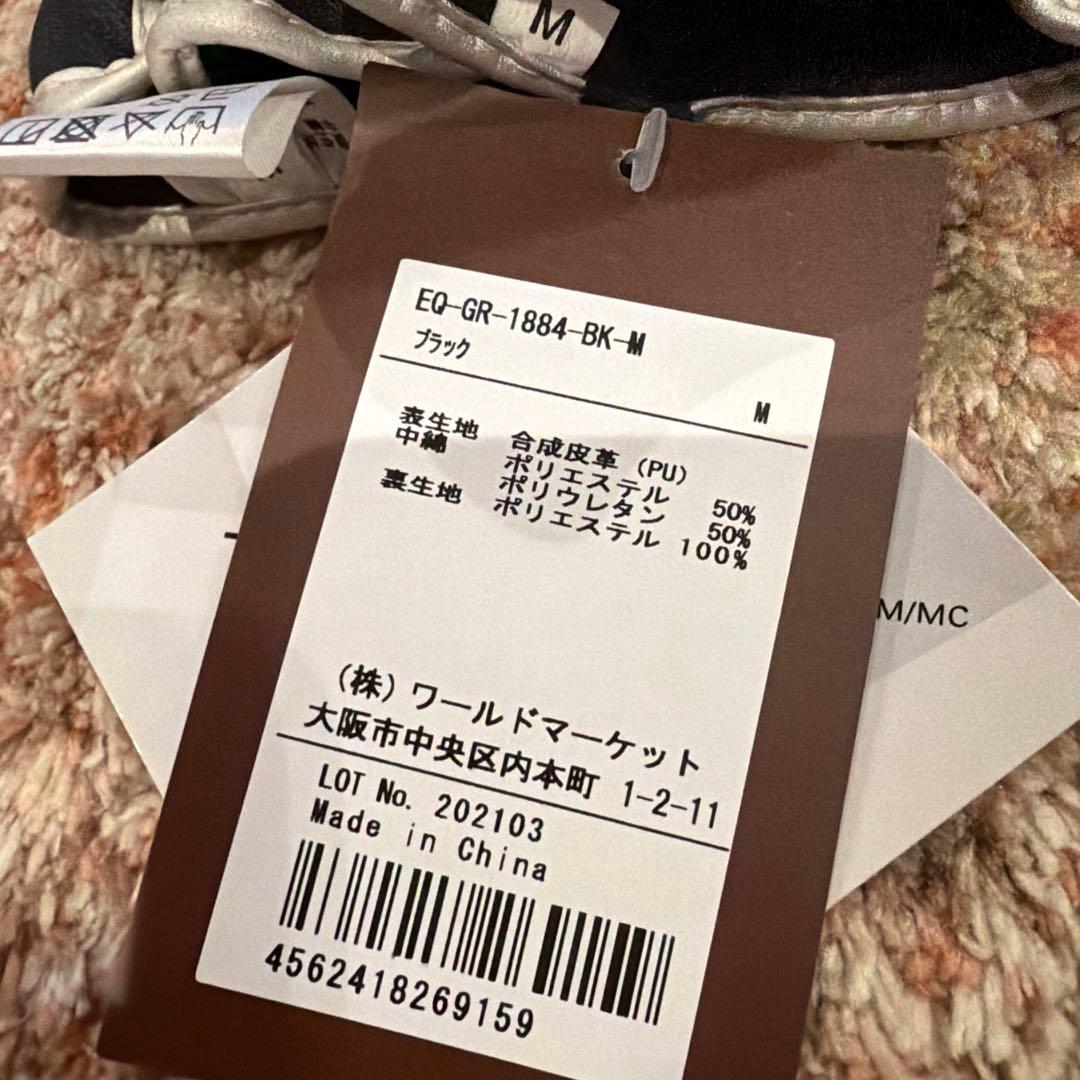 M
EQ-GR-1884-BK-M
ブラック
M
表生地 合成皮革 (PU)
中綿 ポリエステル 50%
ポリウレタン 50%
裏生地 ポリエステル 100%
(株) ワールドマーケット
大阪市中央区内本町 1-2-11
LOT No. 202103
Made in China
4562418269159
M/MC